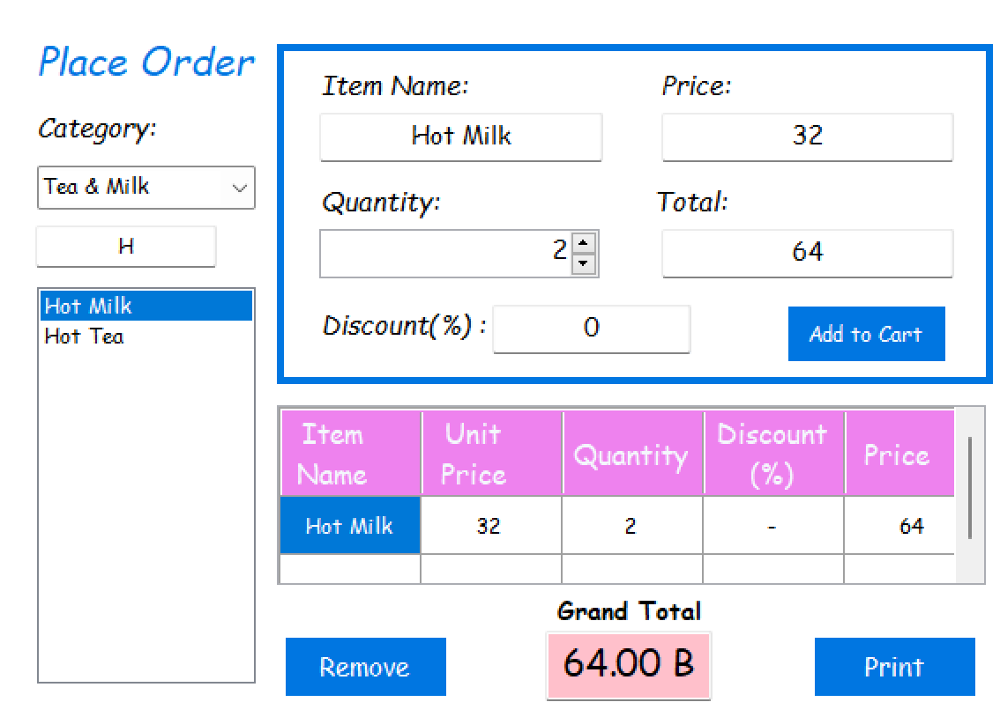 Place Order
Category:
Tea & Milk
H
Hot Milk
Hot Tea
Item Name:
Price:
Hot Milk
32
Quantity:
Total:
2
64
Discount(%) :
0
Add to Cart
Item Name
Unit Price
Quantity
Discount (%)
Price
Hot Milk
32
2
-
64
Grand Total
Remove
64.00 B
Print